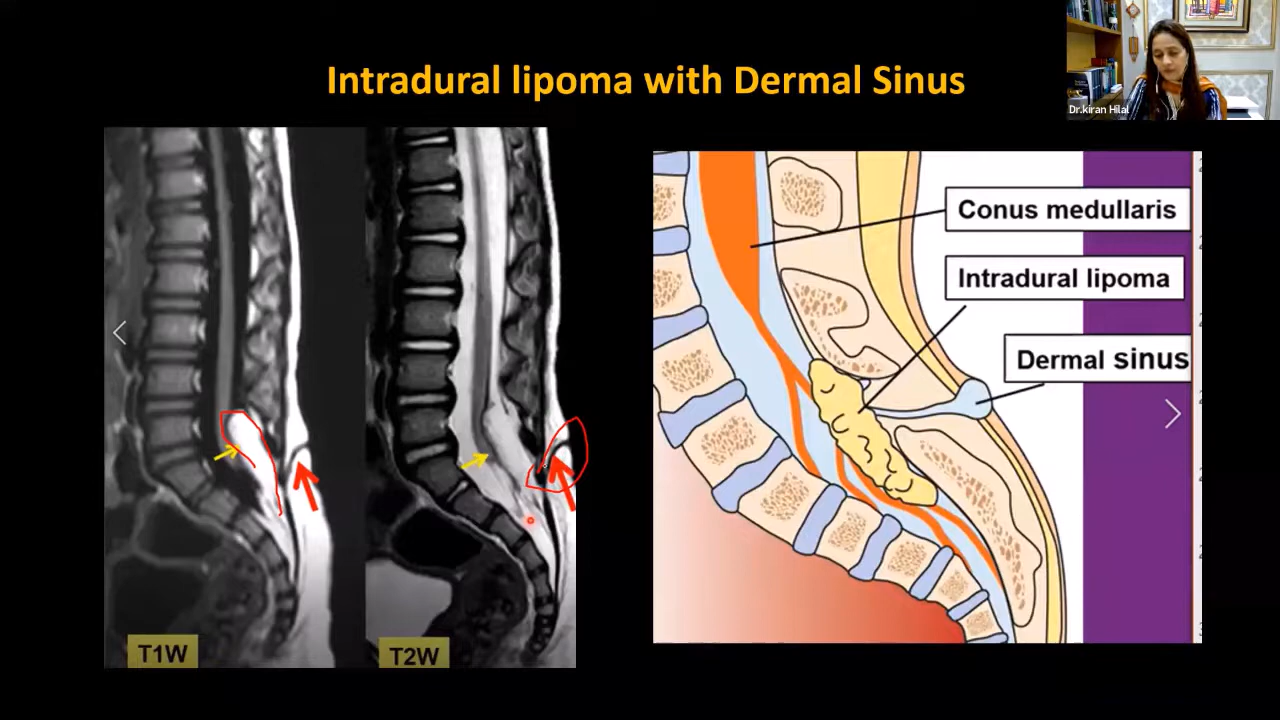 Intradural lipoma with Dermal Sinus
Dr.kiran Hilal
Conus medullaris
Intradural lipoma
Dermal sinus
T1W
T2W